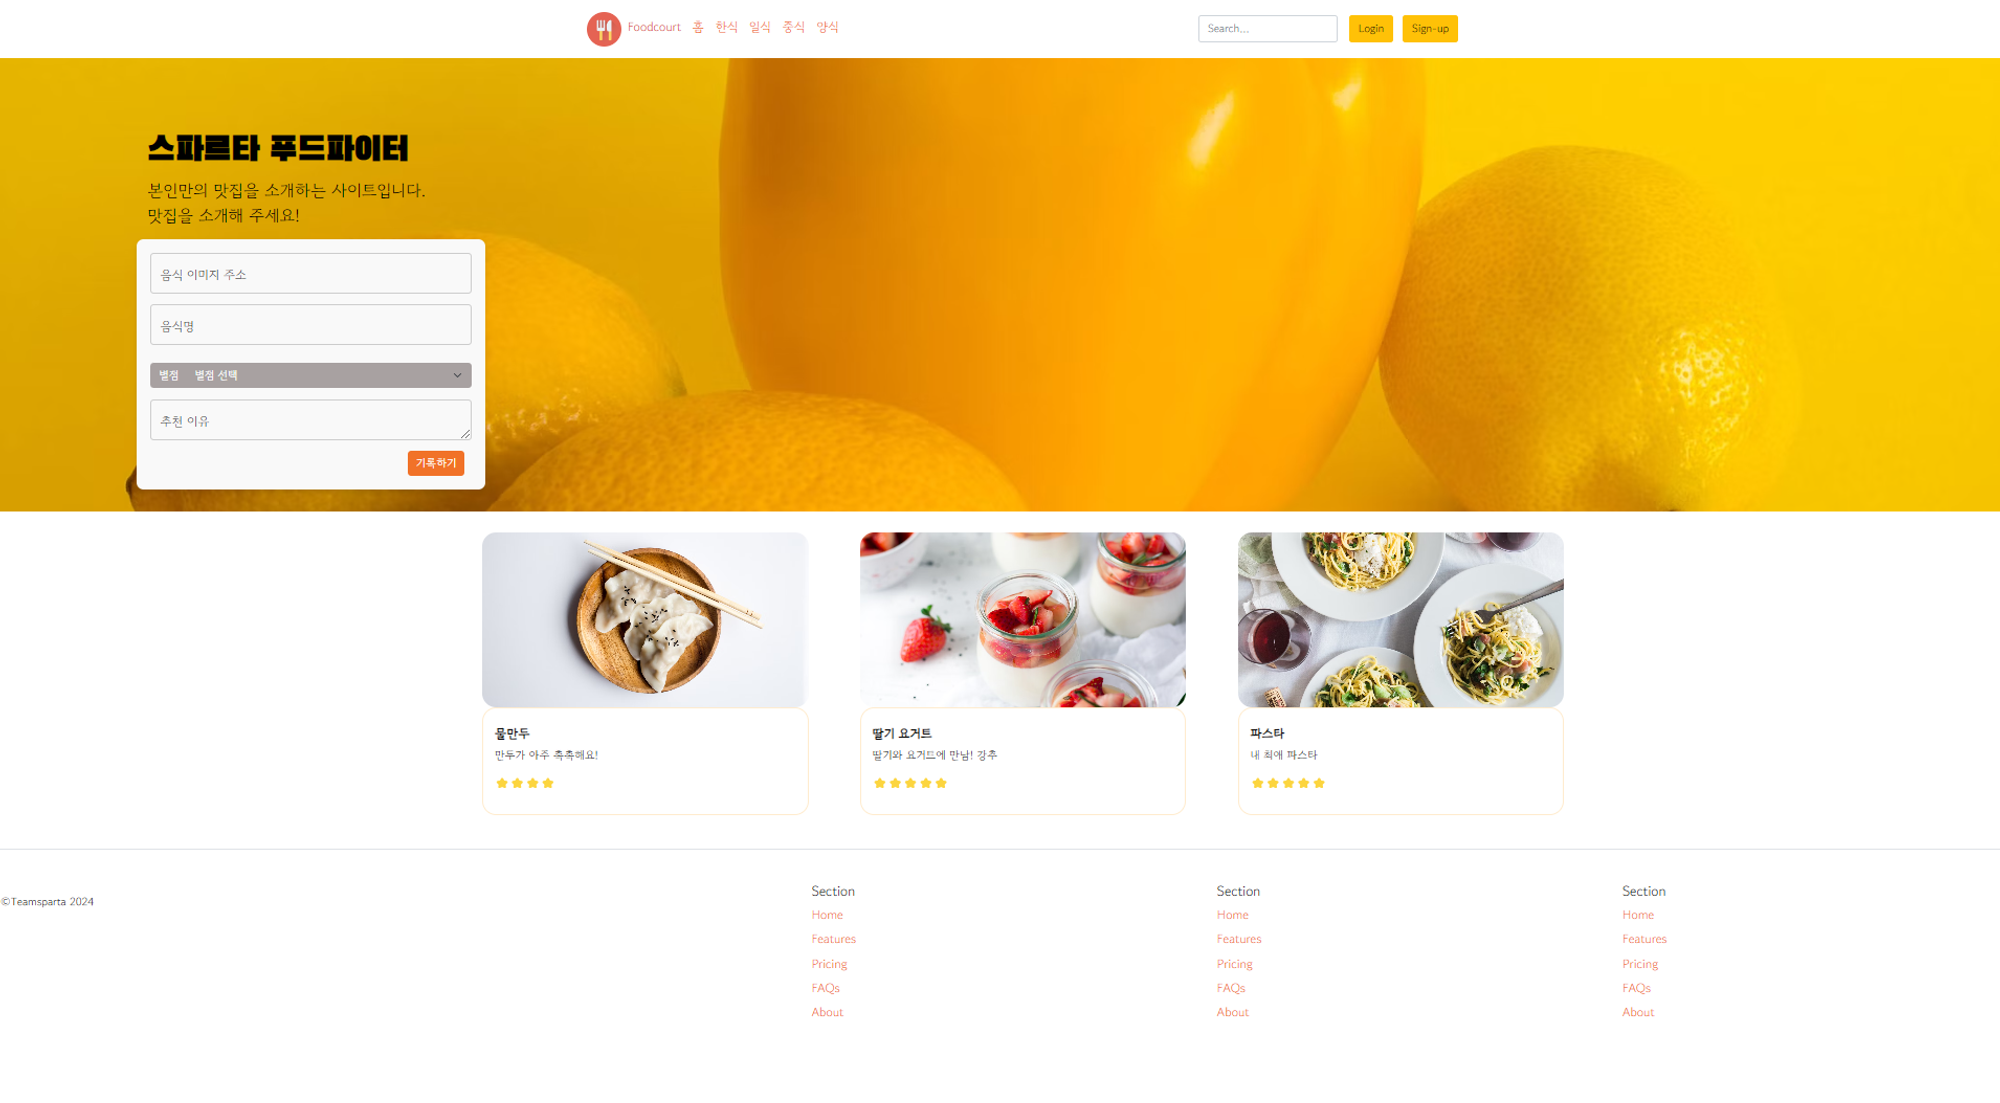 Foodcourt 홈 한식 일식 중식 양식
Search...
Login
Sign-up
스파르타 푸드파이터
본인만의 맛집을 소개하는 사이트입니다.
맛집을 소개해 주세요!
음식 이미지 주소
음식명
별점 별점 선택
추천 이유
기록하기
물만두
만두가 아주 촉촉해요!
딸기 요거트
딸기와 요거트에 만남! 강추
파스타
내 최애 파스타
©Teamsparta 2024
Section
Home
Features
Pricing
FAQs
About
Section
Home
Features
Pricing
FAQs
About
Section
Home
Features
Pricing
FAQs
About